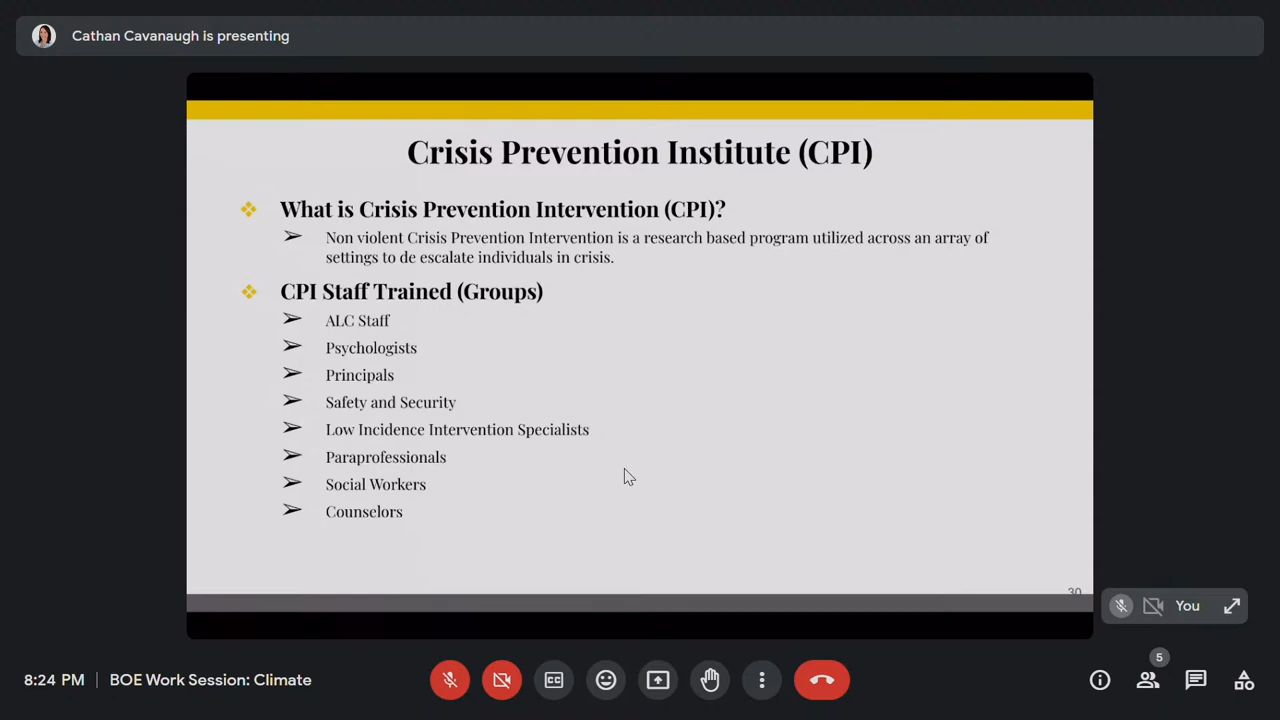 Cathan Cavanaugh is presenting
Crisis Prevention Institute (CPI)
What is Crisis Prevention Intervention (CPI)?
Non violent Crisis Prevention Intervention is a research based program utilized across an array of
settings to de escalate individuals in crisis.
CPI Staff Trained (Groups)
ALC Staff
Psychologists
Principals
Safety and Security
Low Incidence Intervention Specialists
Paraprofessionals
Social Workers
Counselors
30
You
5
8:24 PM | BOE Work Session: Climate